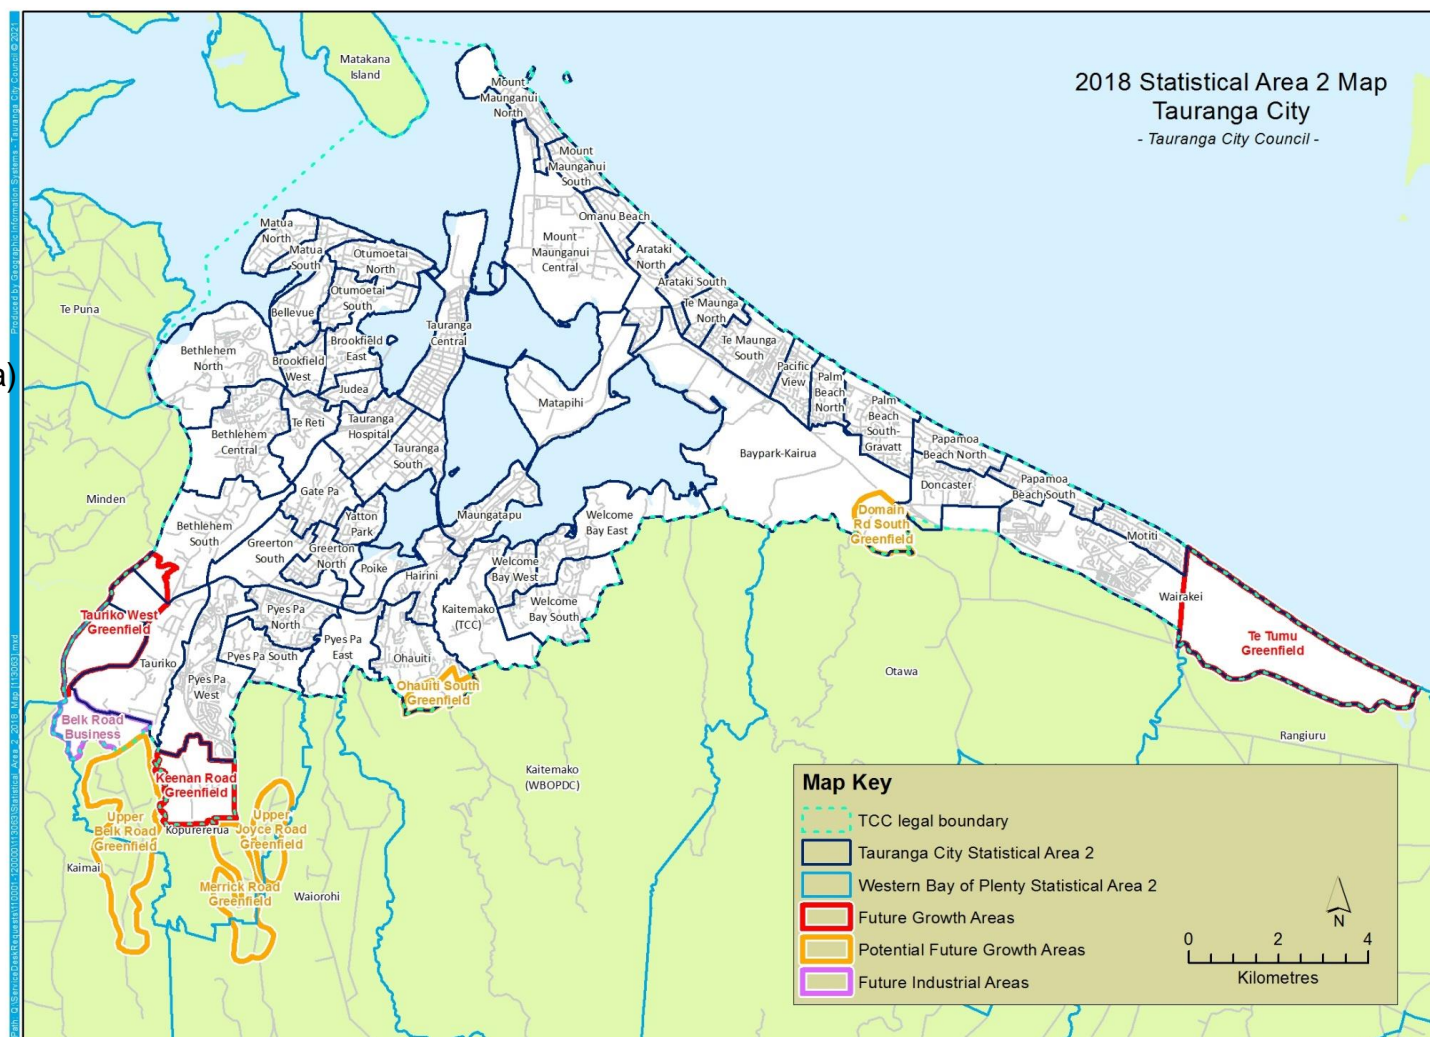 2018 Statistical Area 2 Map
Tauranga City
- Tauranga City Council -
Matakana
Island
Mount
Maunganui
North
Mount
Maunganui
South
Omanu Beach
Mount
Maunganui
Central
Arataki
North
Arataki South
Te Maunga
North
Te Maunga
South
Pacific
View
Palm
Beach
North
Palm
Beach
South-
Gravatt
Papamoa
Beach North
Papamoa
Beach South
Doncaster
Motiti
Wairakei
Te Tumu
Greenfield
Domain
Rd South
Greenfield
Baypark-Kairua
Matapihi
Matua
North
Matua
South
Otumoetai
North
Otumoetai
South
Bellevue
Brookfield
East
Brookfield
West
Judea
Tauranga
Central
Te Puna
Bethlehem
North
a)
Bethlehem
Central
Te Reti
Tauranga
Hospital
Tauranga
South
Minden
Bethlehem
South
Gate Pa
Yatton
Park
Greerton
South
Greerton
North
Poike
Hairini
Maungatapu
Welcome
Bay East
Welcome
Bay West
Welcome
Bay South
Kaitemako
(TCC)
Tauriko West
Greenfield
Tauriko
Pyes Pa
North
Pyes Pa South
Pyes Pa
East
Ohauiti
Ohauiti South
Greenfield
Pyes Pa
West
Belk Road
Business
Keenan Road
Greenfield
Kopurererua
Upper
Belk Road
Greenfield
Upper
Joyce Road
Greenfield
Merrick Road
Greenfield
Kaimai
Waiorohi
Kaitemako
(WBOPDC)
Otawa
Rangiuru
Map Key
TCC legal boundary
Tauranga City Statistical Area 2
Western Bay of Plenty Statistical Area 2
Future Growth Areas
Potential Future Growth Areas
Future Industrial Areas
N
0 2 4
Kilometres
Produced by Geographic Information Systems - Tauranga City Council © 2021